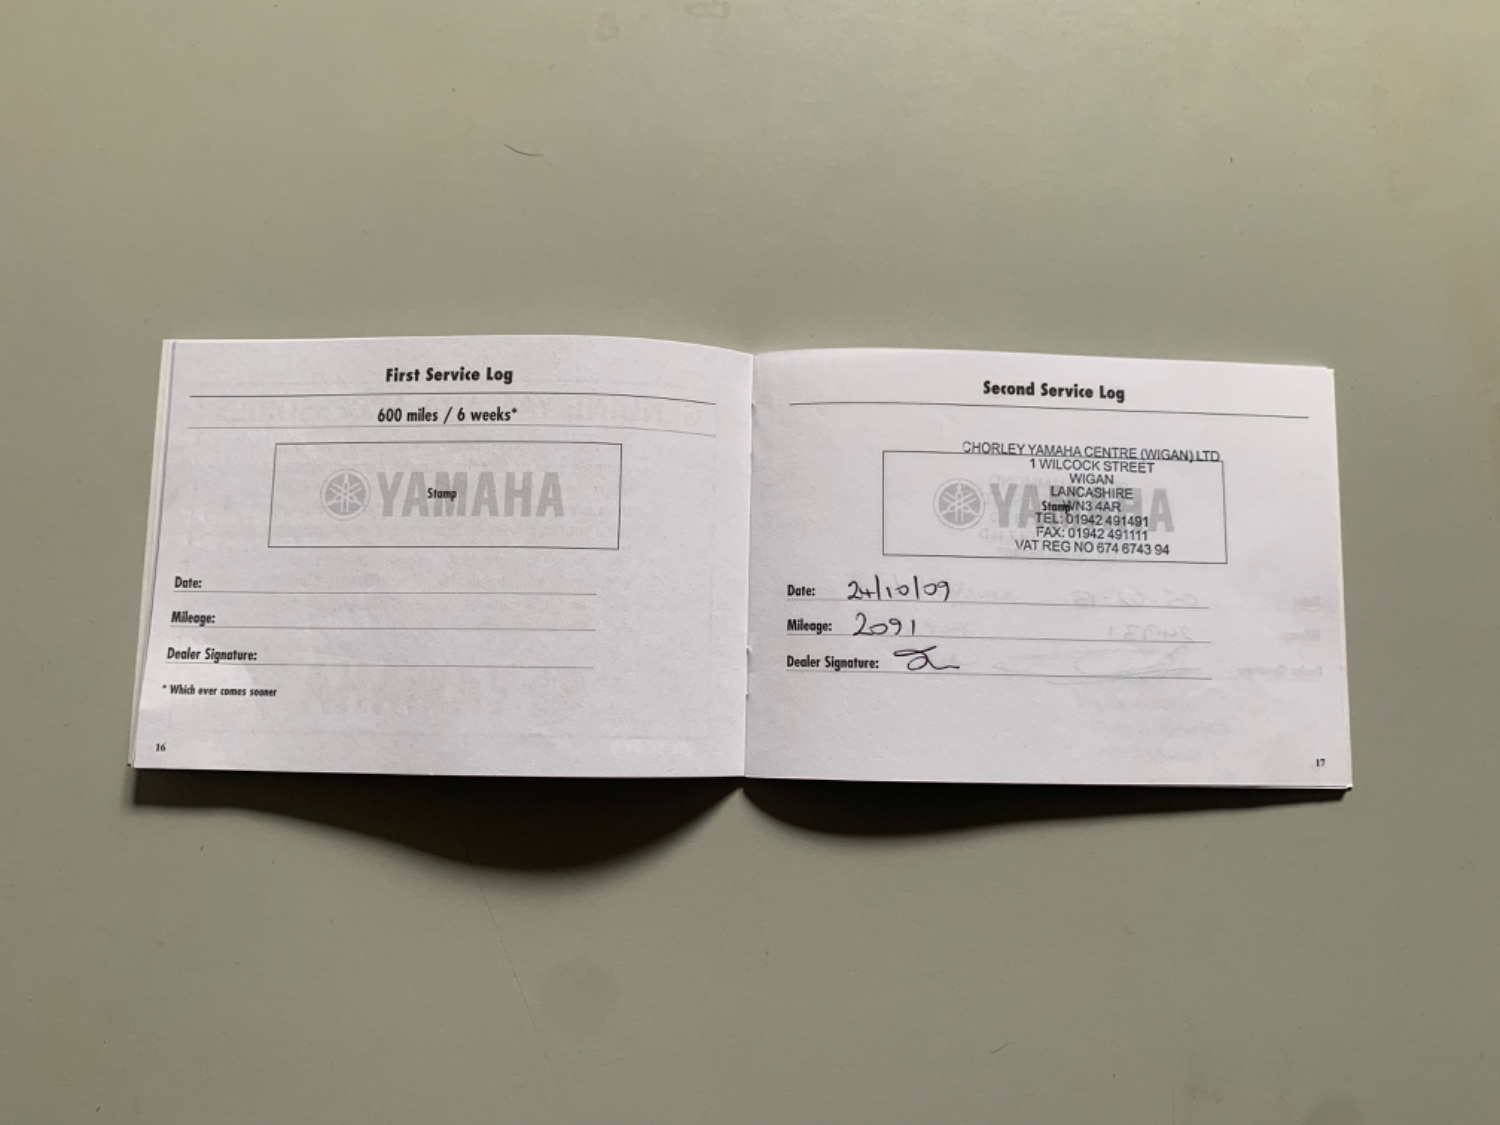 First Service Log
600 miles / 6 weeks*
YAMAHA
Stamp
Date:
Mileage:
Dealer Signature:
* Which ever comes sooner
16
Second Service Log
CHORLEY YAMAHA CENTRE (WIGAN) LTD
1 WILCOCK STREET
WIGAN
LANCASHIRE
WN3 4AR
TEL: 01942 491491
FAX: 01942 491111
VAT REG NO 674 6743 94
YAMAHA
Stamp
Date: 24/10/09
Mileage: 2091
Dealer Signature:
17